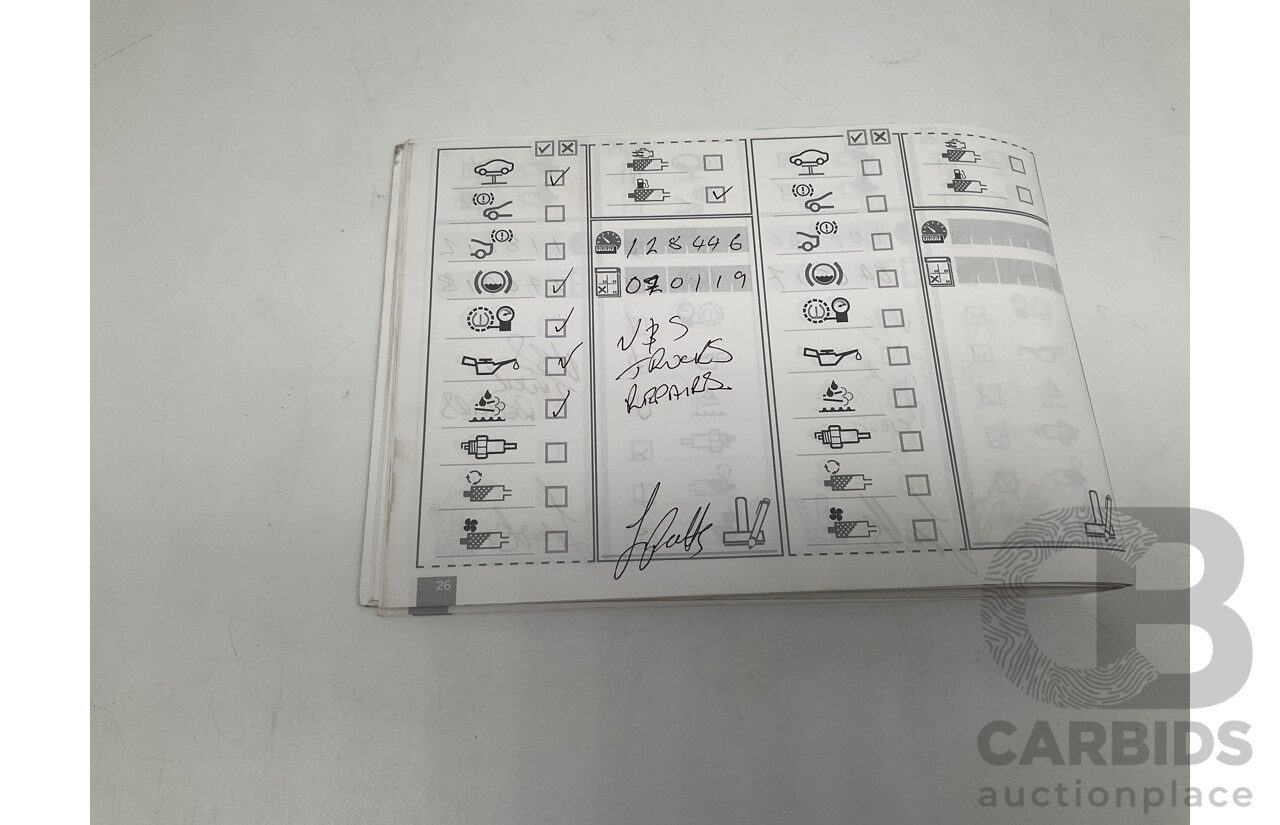 128446
070119
N&S
TRUCKS
REPAIRS.
26
CARBIDS
auctionplace